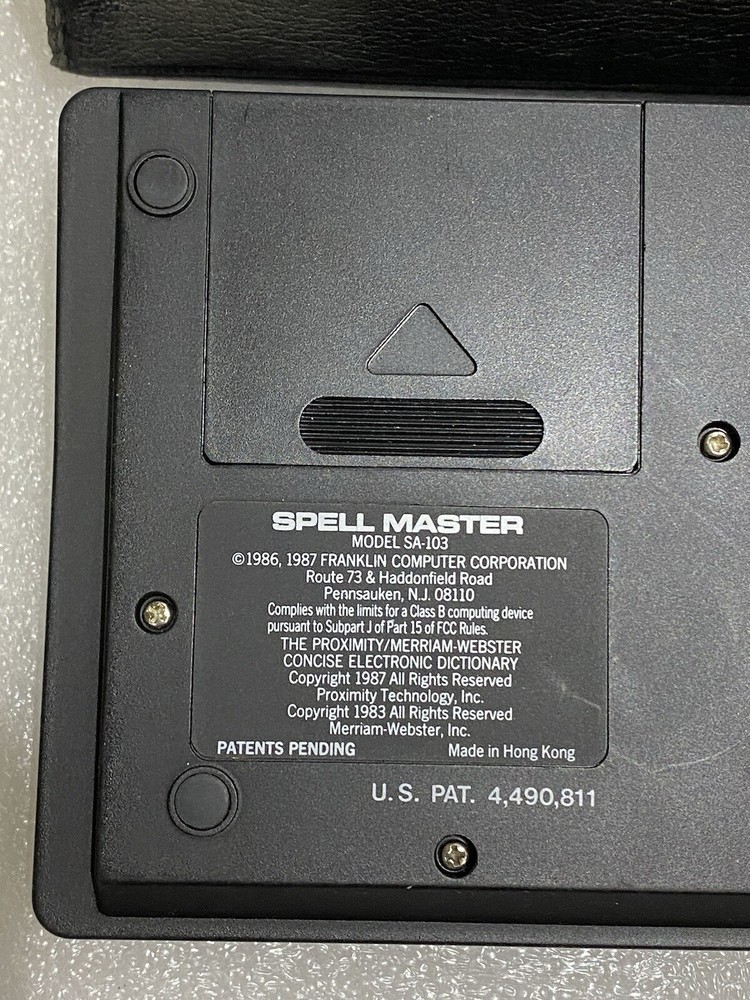 SPELL MASTER
MODEL SA-103
©1986, 1987 FRANKLIN COMPUTER CORPORATION
Route 73 & Haddonfield Road
Pennsauken, N.J. 08110
Complies with the limits for a Class B computing device
pursuant to Subpart J of Part 15 of FCC Rules.
THE PROXIMITY/MERRIAM-WEBSTER
CONCISE ELECTRONIC DICTIONARY
Copyright 1987 All Rights Reserved
Proximity Technology, Inc.
Copyright 1983 All Rights Reserved
Merriam-Webster, Inc.
PATENTS PENDING Made in Hong Kong
U.S. PAT. 4,490,811